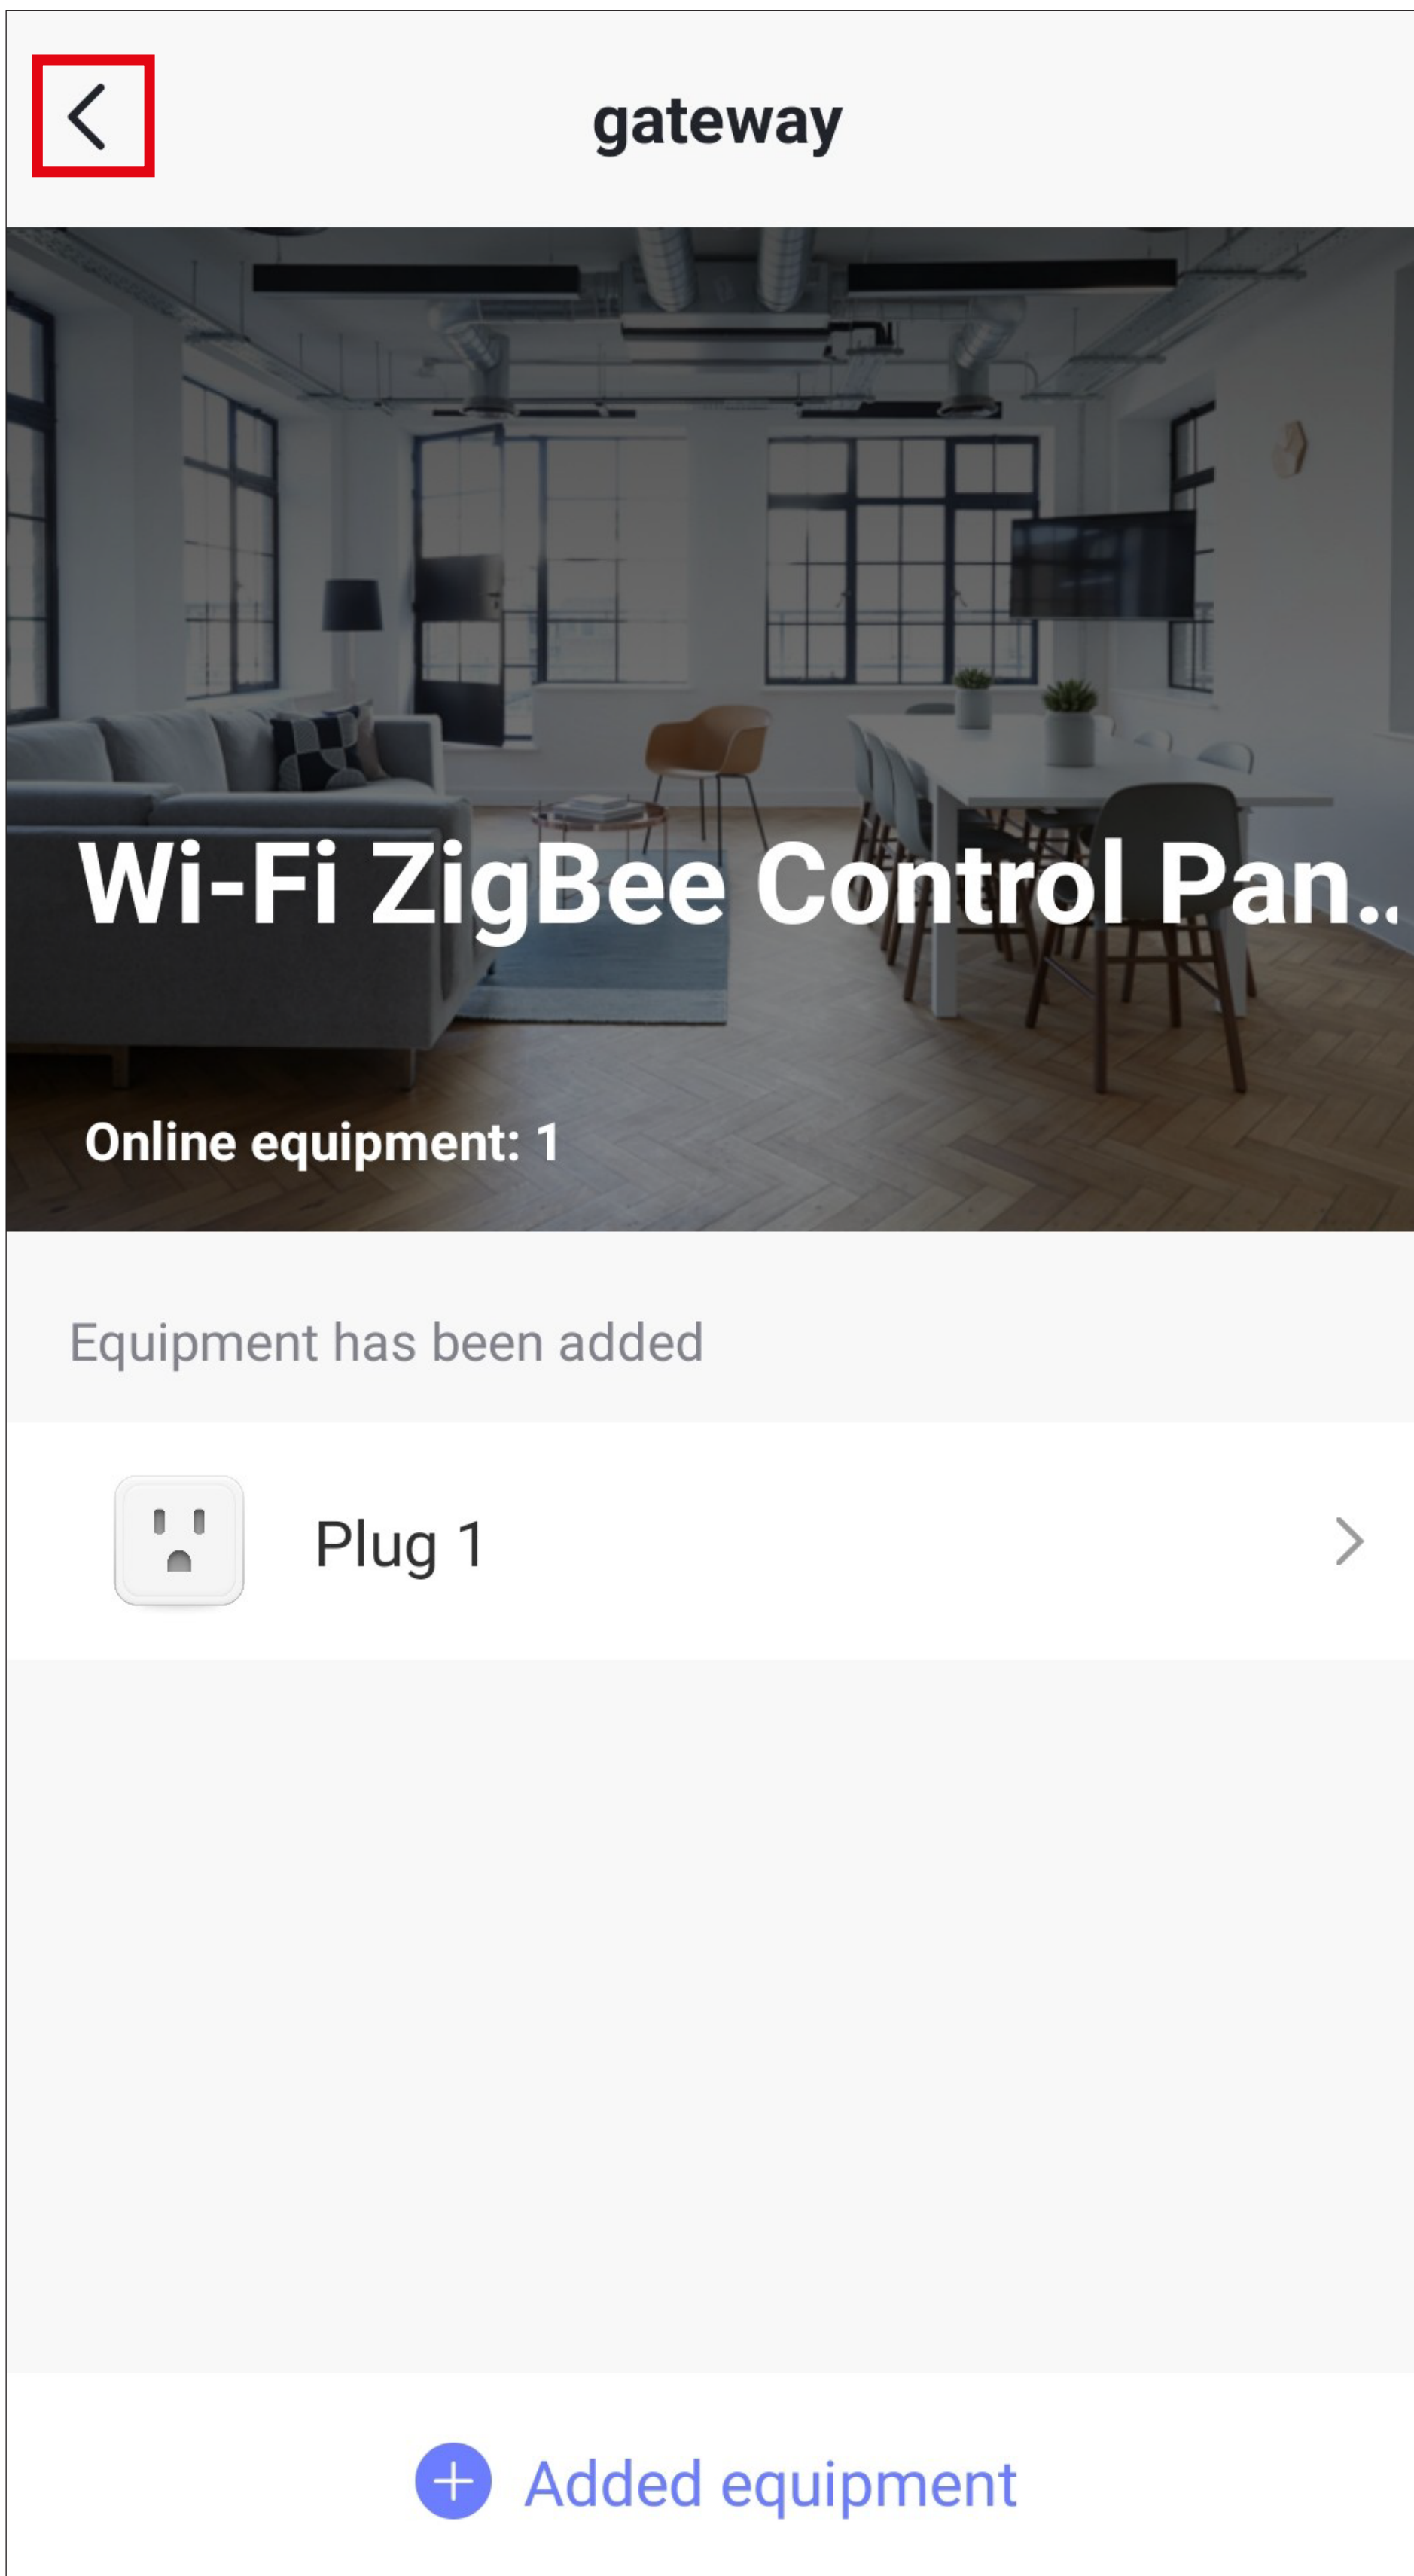 gateway
Wi-Fi ZigBee Control Pan..
Online equipment: 1
Equipment has been added
Plug 1
Added equipment